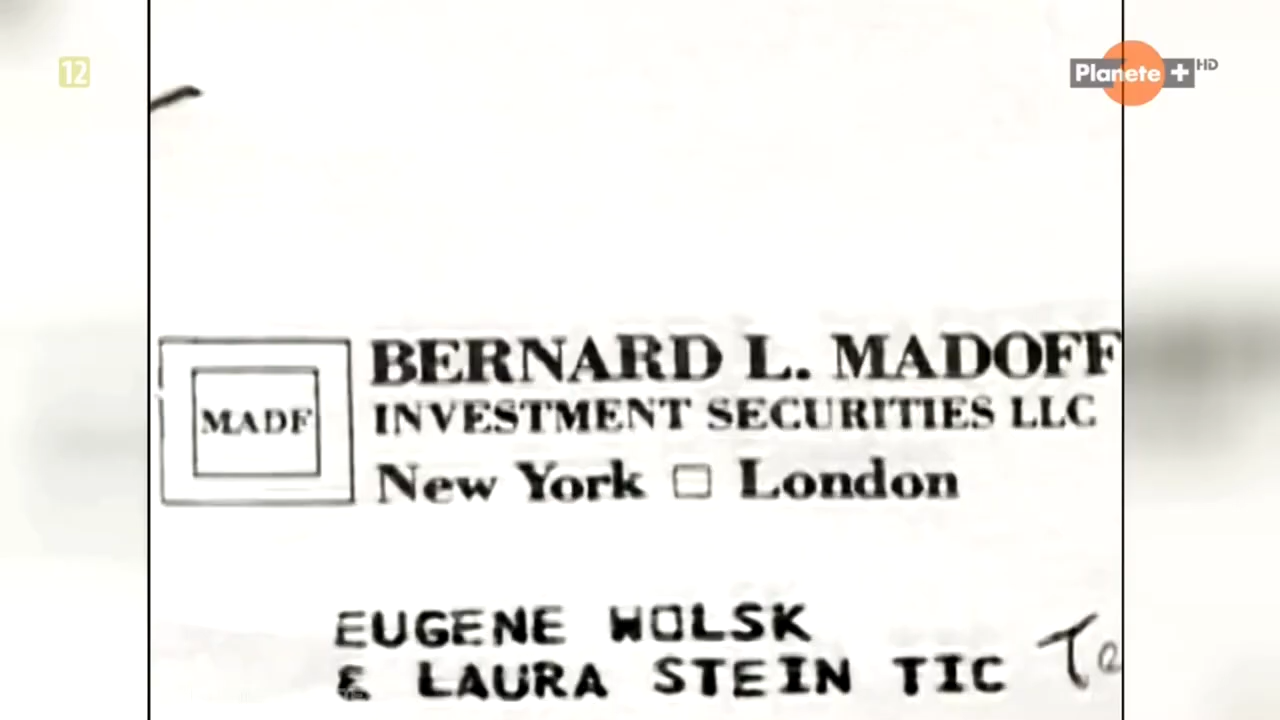 12
Planete + HD
BERNARD L. MADOFF
MADF
INVESTMENT SECURITIES LLC
New York □ London
EUGENE WOLSK
& LAURA STEIN TIC